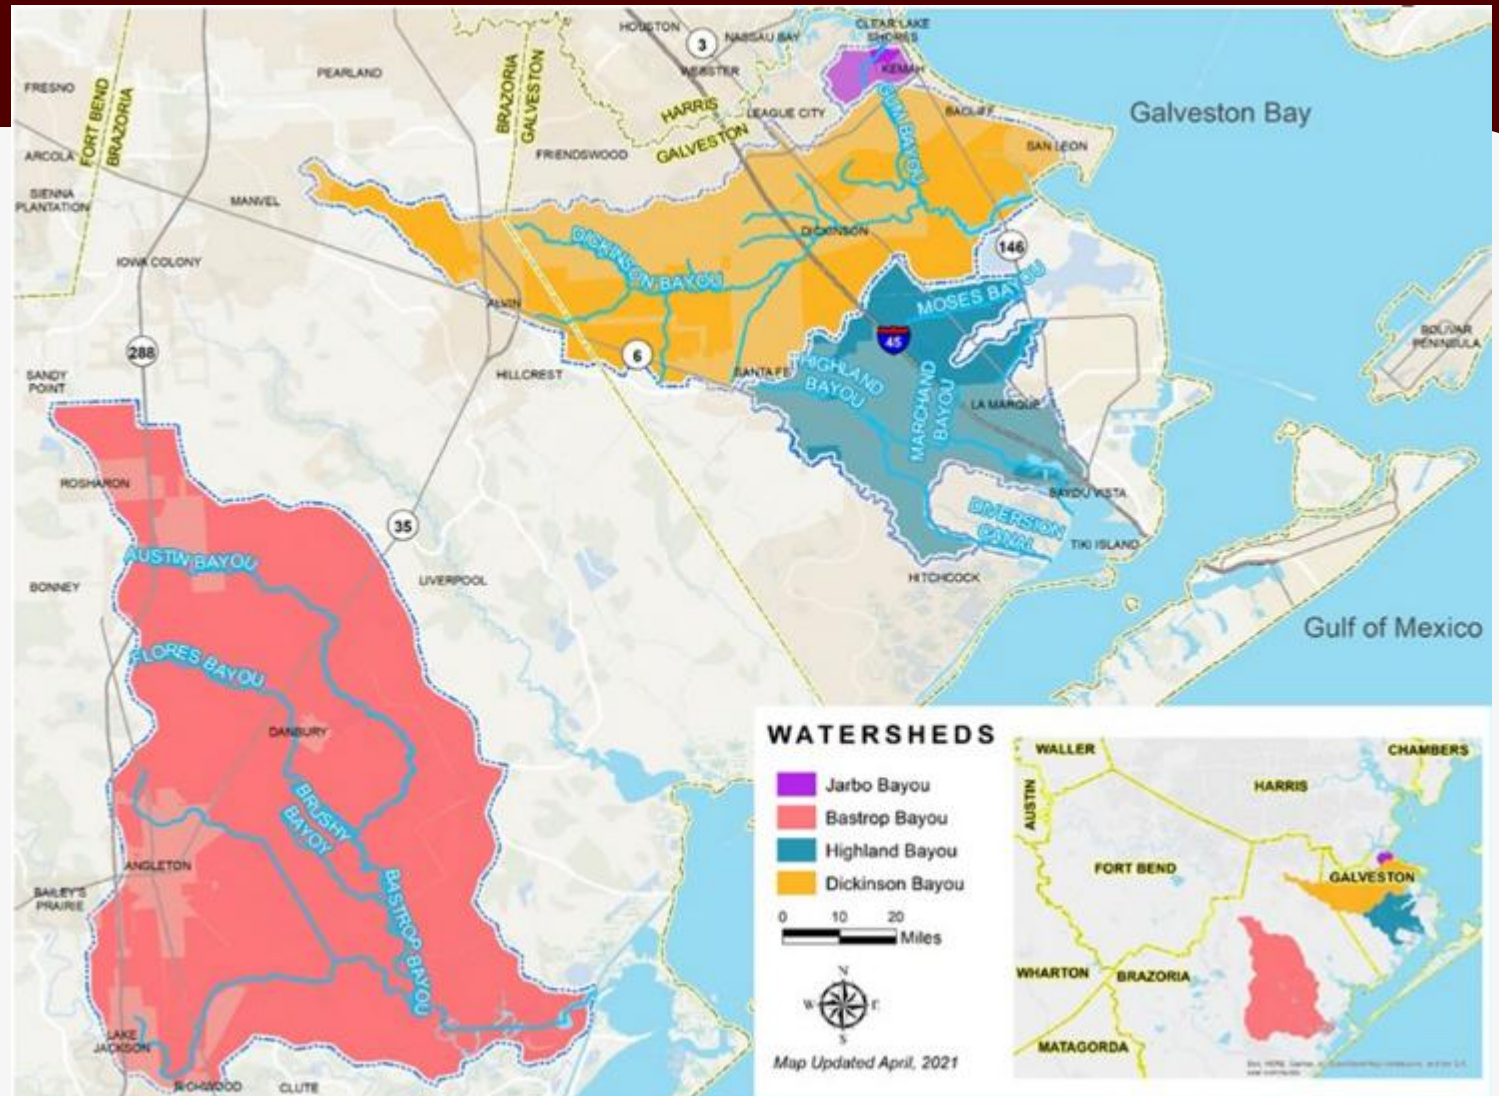 HOUSTON
3
NASSAU BAY
CLEAR LAKE
SHORES
WEBSTER
KEMAH
PEARLAND
FRESNO
FORT BEND
BRAZORIA
BRAZORIA
GALVESTON
HARRIS
GALVESTON
LEAGUE CITY
BACLIFF
Galveston Bay
GUM BAYOU
SAN LEON
ARCOLA
FRIENDSWOOD
SIENNA
PLANTATION
MANVEL
DICKINSON
DICKINSON BAYOU
146
IOWA COLONY
MOSES BAYOU
ALVIN
45
BOLIVAR
PENINSULA
288
6
SANDY
POINT
HILLCREST
SANTA FE
HIGHLAND
BAYOU
MARCHAND
BAYOU
LA MARQUE
ROSHARON
BAYOU VISTA
35
DIVERSION
CANAL
TIKI ISLAND
AUSTIN BAYOU
LIVERPOOL
HITCHCOCK
BONNEY
Gulf of Mexico
FLORES BAYOU
DANBURY
BRUSHY
BAYOY
ANGLETON
BAILEY'S
PRAIRIE
BASTROP BAYOU
LAKE
JACKSON
RICHWOOD
CLUTE
WATERSHEDS
Jarbo Bayou
Bastrop Bayou
Highland Bayou
Dickinson Bayou
0 10 20
Miles
N
W E
S
Map Updated April, 2021
WALLER
CHAMBERS
AUSTIN
HARRIS
FORT BEND
GALVESTON
WHARTON
BRAZORIA
MATAGORDA